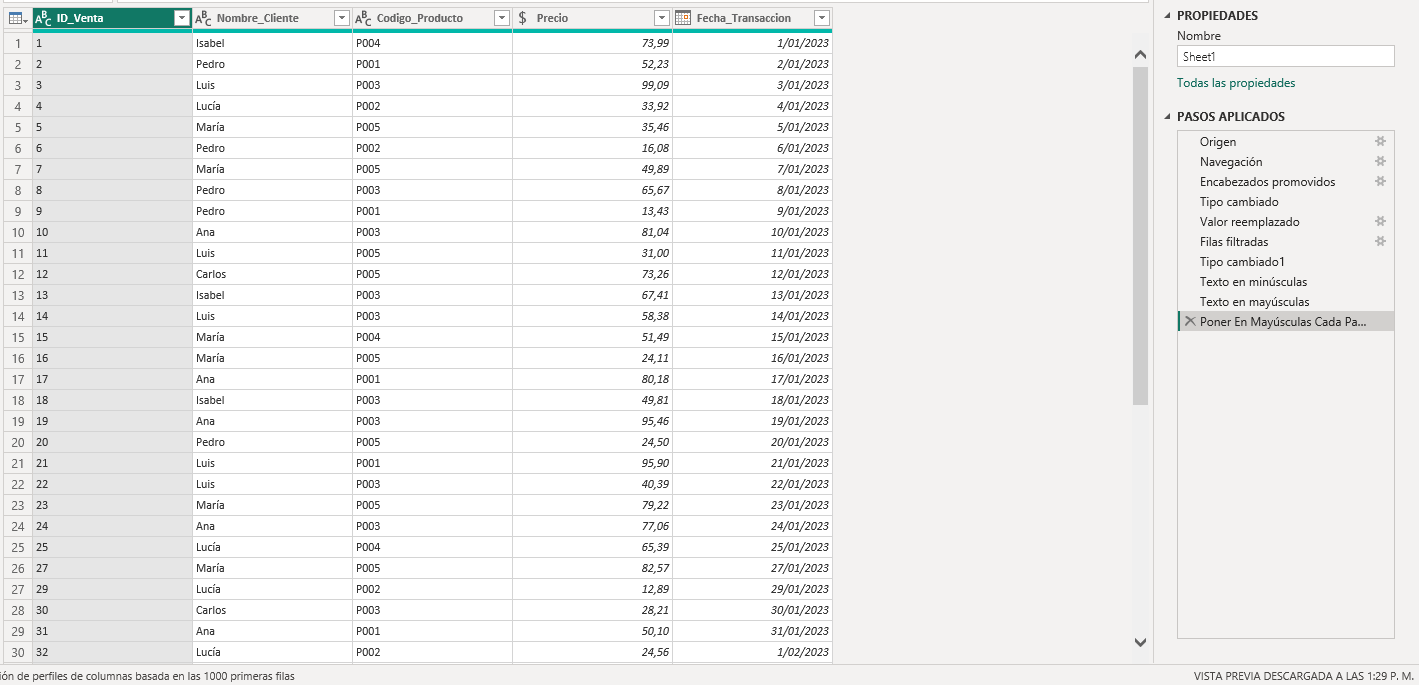 ID_Venta Nombre_Cliente Codigo_Producto $ Precio Fecha_Transaccion
1 1 Isabel P004 73,99 1/01/2023
2 2 Pedro P001 52,23 2/01/2023
3 3 Luis P003 99,09 3/01/2023
4 4 Lucía P002 33,92 4/01/2023
5 5 María P005 35,46 5/01/2023
6 6 Pedro P002 16,08 6/01/2023
7 7 María P005 49,89 7/01/2023
8 8 Pedro P003 65,67 8/01/2023
9 9 Pedro P001 13,43 9/01/2023
10 10 Ana P003 81,04 10/01/2023
11 11 Luis P005 31,00 11/01/2023
12 12 Carlos P005 73,26 12/01/2023
13 13 Isabel P003 67,41 13/01/2023
14 14 Luis P003 58,38 14/01/2023
15 15 María P004 51,49 15/01/2023
16 16 María P005 24,11 16/01/2023
17 17 Ana P001 80,18 17/01/2023
18 18 Isabel P003 49,81 18/01/2023
19 19 Ana P003 95,46 19/01/2023
20 20 Pedro P005 24,50 20/01/2023
21 21 Luis P001 95,90 21/01/2023
22 22 Luis P003 40,39 22/01/2023
23 23 María P005 79,22 23/01/2023
24 24 Ana P003 77,06 24/01/2023
25 25 Lucía P004 65,39 25/01/2023
26 27 María P005 82,57 27/01/2023
27 29 Lucía P002 12,89 29/01/2023
28 30 Carlos P003 28,21 30/01/2023
29 31 Ana P001 50,10 31/01/2023
30 32 Lucía P002 24,56 1/02/2023
PROPIEDADES
Nombre
Sheet1
Todas las propiedades
PASOS APLICADOS
Origen
Navegación
Encabezados promovidos
Tipo cambiado
Valor reemplazado
Filas filtradas
Tipo cambiado1
Texto en minúsculas
Texto en mayúsculas
Poner En Mayúsculas Cada Pa...
ión de perfiles de columnas basada en las 1000 primeras filas
VISTA PREVIA DESCARGADA A LAS 1:29 P. M.